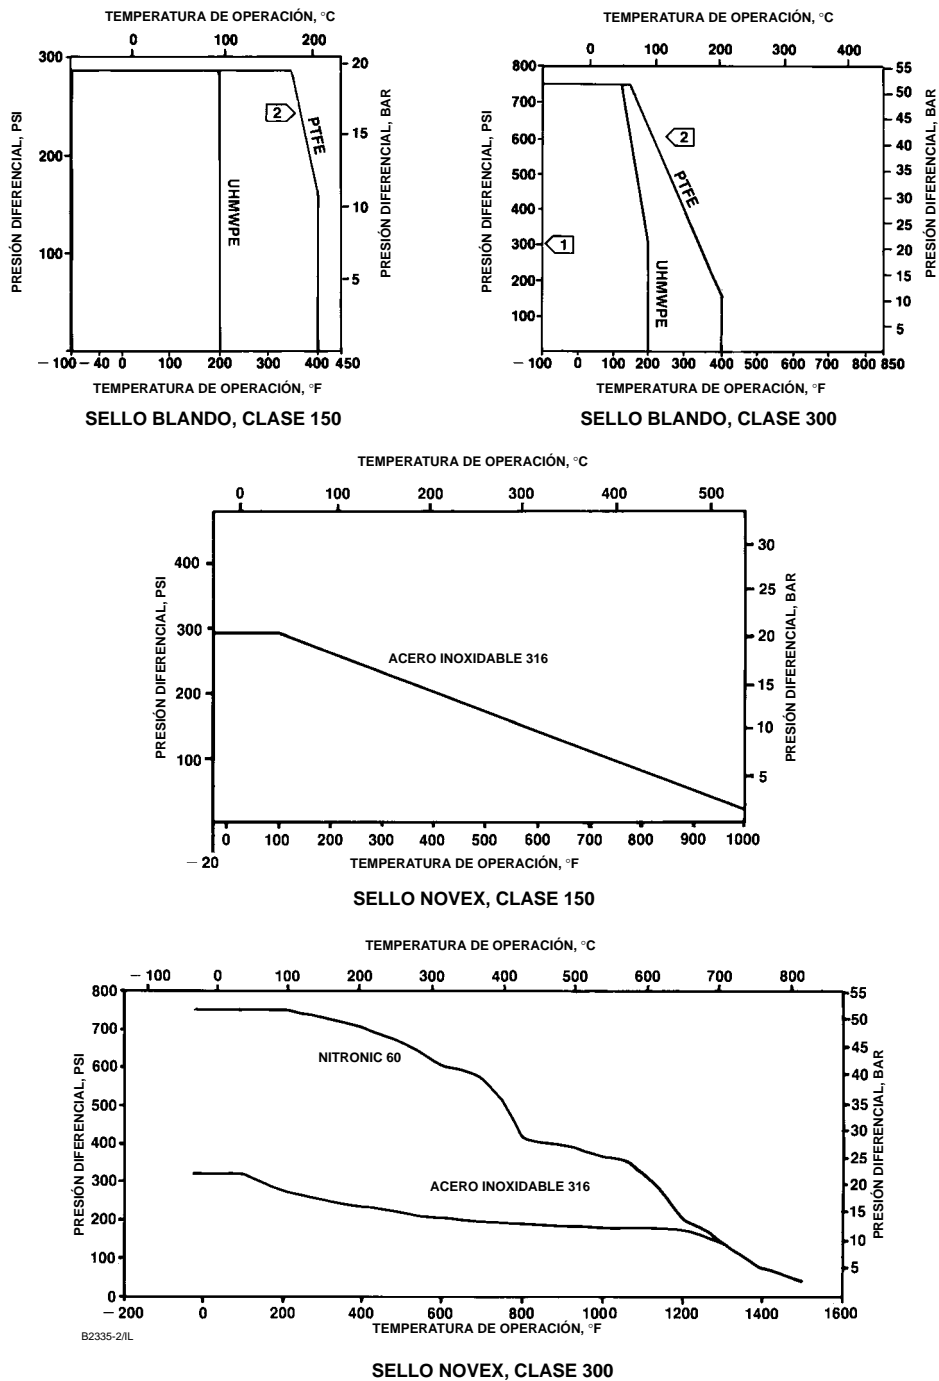 TEMPERATURA DE OPERACIÓN, °C
0 100 200
300
200
100
PRESIÓN DIFERENCIAL, PSI
20
15
10
5
PRESIÓN DIFERENCIAL, BAR
2
PTFE
UHMWPE
–100 –40 0 100 200 300 400 450
TEMPERATURA DE OPERACIÓN, °F
SELLO BLANDO, CLASE 150
TEMPERATURA DE OPERACIÓN, °C
0 100 200 300 400
800
700
600
500
400
300
200
100
PRESIÓN DIFERENCIAL, PSI
55
50
45
40
35
30
25
20
15
10
5
PRESIÓN DIFERENCIAL, BAR
2
PTFE
1
UHMWPE
–100 0 100 200 300 400 500 600 700 800 850
TEMPERATURA DE OPERACIÓN, °F
SELLO BLANDO, CLASE 300
TEMPERATURA DE OPERACIÓN, °C
0 100 200 300 400 500
400
300
200
100
PRESIÓN DIFERENCIAL, PSI
30
25
20
15
10
5
PRESIÓN DIFERENCIAL, BAR
ACERO INOXIDABLE 316
–20 0 100 200 300 400 500 600 700 800 900 1000
TEMPERATURA DE OPERACIÓN, °F
SELLO NOVEX, CLASE 150
TEMPERATURA DE OPERACIÓN, °C
–100 0 100 200 300 400 500 600 700 800
800
700
600
500
400
300
200
100
0
PRESIÓN DIFERENCIAL, PSI
55
50
45
40
35
30
25
20
15
10
5
PRESIÓN DIFERENCIAL, BAR
NITRONIC 60
ACERO INOXIDABLE 316
–200 0 200 400 600 800 1000 1200 1400 1600
TEMPERATURA DE OPERACIÓN, °F
B2335-2/IL
SELLO NOVEX, CLASE 300